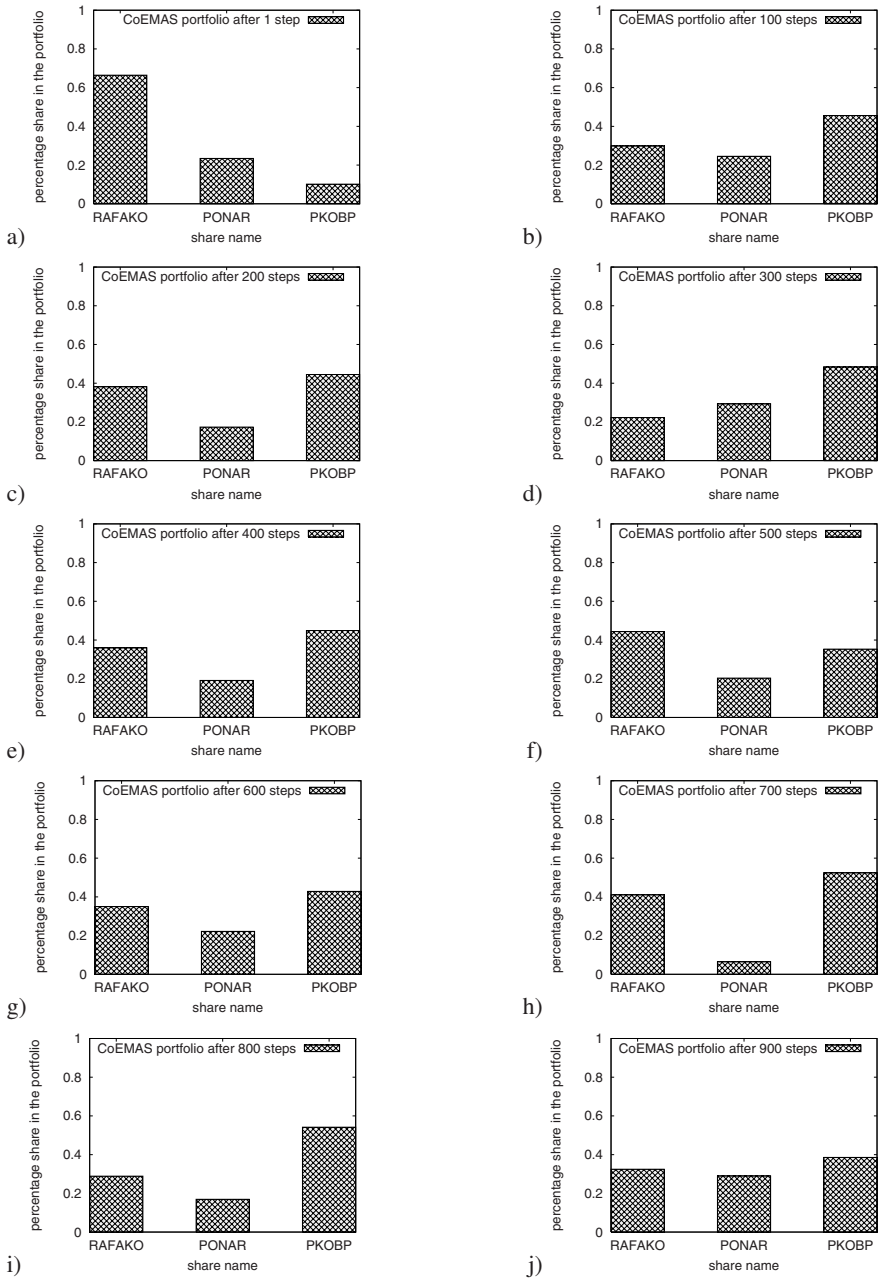 CoEMAS portfolio after 1 step
percentage share in the portfolio
1
0.8
0.6
0.4
0.2
0
RAFAKO PONAR PKOBP
share name
a)
CoEMAS portfolio after 100 steps
percentage share in the portfolio
1
0.8
0.6
0.4
0.2
0
RAFAKO PONAR PKOBP
share name
b)
CoEMAS portfolio after 200 steps
percentage share in the portfolio
1
0.8
0.6
0.4
0.2
0
RAFAKO PONAR PKOBP
share name
c)
CoEMAS portfolio after 300 steps
percentage share in the portfolio
1
0.8
0.6
0.4
0.2
0
RAFAKO PONAR PKOBP
share name
d)
CoEMAS portfolio after 400 steps
percentage share in the portfolio
1
0.8
0.6
0.4
0.2
0
RAFAKO PONAR PKOBP
share name
e)
CoEMAS portfolio after 500 steps
percentage share in the portfolio
1
0.8
0.6
0.4
0.2
0
RAFAKO PONAR PKOBP
share name
f)
CoEMAS portfolio after 600 steps
percentage share in the portfolio
1
0.8
0.6
0.4
0.2
0
RAFAKO PONAR PKOBP
share name
g)
CoEMAS portfolio after 700 steps
percentage share in the portfolio
1
0.8
0.6
0.4
0.2
0
RAFAKO PONAR PKOBP
share name
h)
CoEMAS portfolio after 800 steps
percentage share in the portfolio
1
0.8
0.6
0.4
0.2
0
RAFAKO PONAR PKOBP
share name
i)
CoEMAS portfolio after 900 steps
percentage share in the portfolio
1
0.8
0.6
0.4
0.2
0
RAFAKO PONAR PKOBP
share name
j)